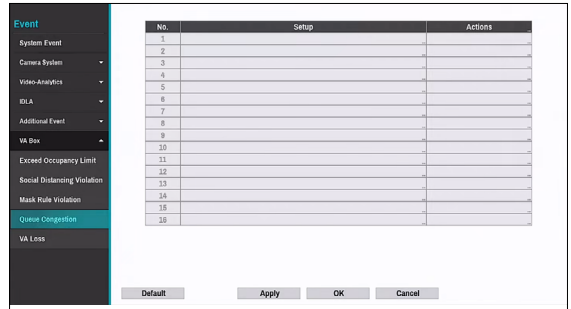 Event
System Event
Camera System
Video-Analytics
IDLA
Additional Event
VA Box
Exceed Occupancy Limit
Social Distancing Violation
Mask Rule Violation
Queue Congestion
VA Loss
No. Setup Actions ...
1 ... ...
2 ... ...
3 ... ...
4 ... ...
5 ... ...
6 ... ...
7 ... ...
8 ... ...
9 ... ...
10 ... ...
11 ... ...
12 ... ...
13 ... ...
14 ... ...
15 ... ...
16 ... ...
Default Apply OK Cancel